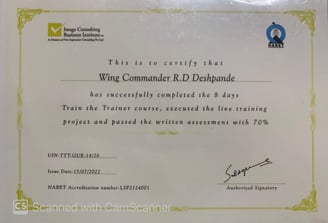 Image Consulting
Business Institute
This is to certify that
Wing Commander R.D Deshpande
has successfully completed the 8 days
Train the Trainer course, executed the live training
project and passed the written assessment with 70%
UIN-TTT-GUR-14/26
Issue Date: 15/07/2022
NABET Accreditation number-LSP2124001
Authorized Signatory
CS Scanned with CamScanner